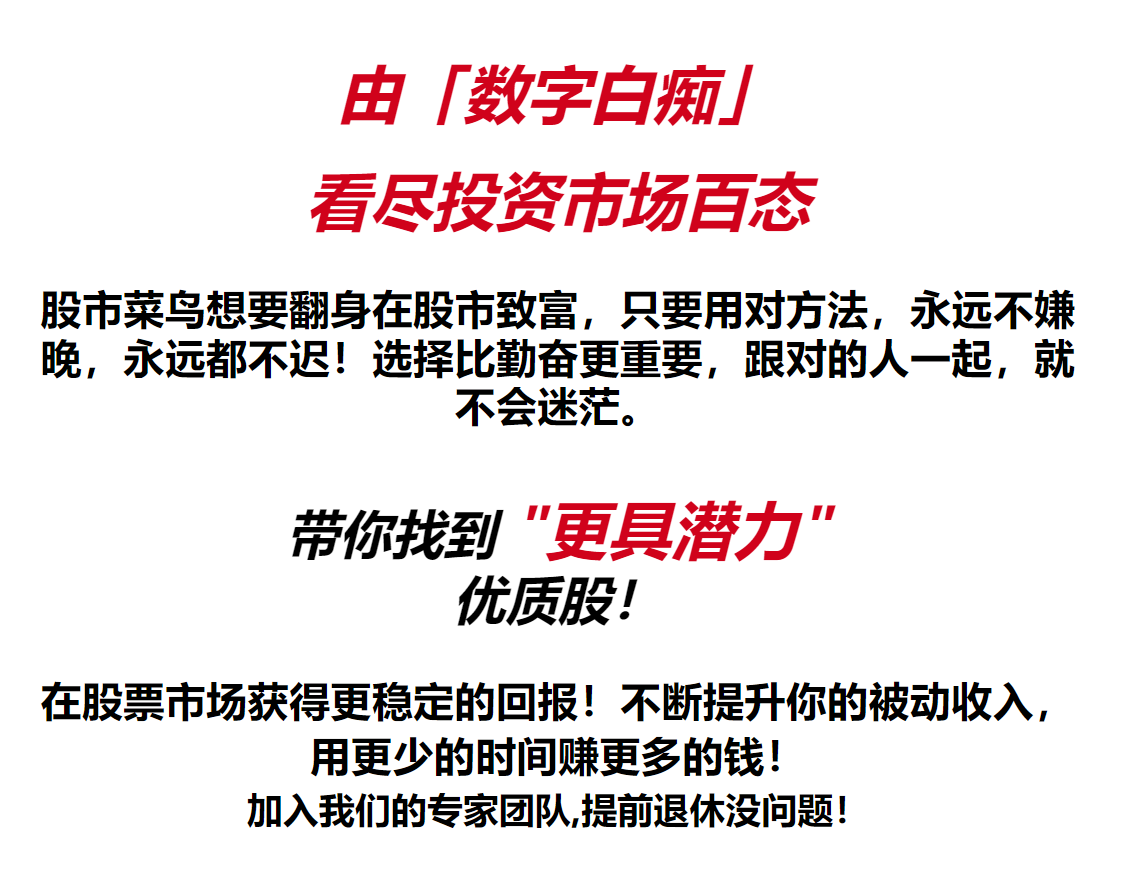 由「数字白痴」
看尽投资市场百态
股市菜鸟想要翻身在股市致富，只要用对方法，永远不嫌
晚，永远都不迟！选择比勤奋更重要，跟对的人一起，就
不会迷茫。
带你找到 "更具潜力"
优质股！
在股票市场获得更稳定的回报！不断提升你的被动收入，
用更少的时间赚更多的钱！
加入我们的专家团队,提前退休没问题！